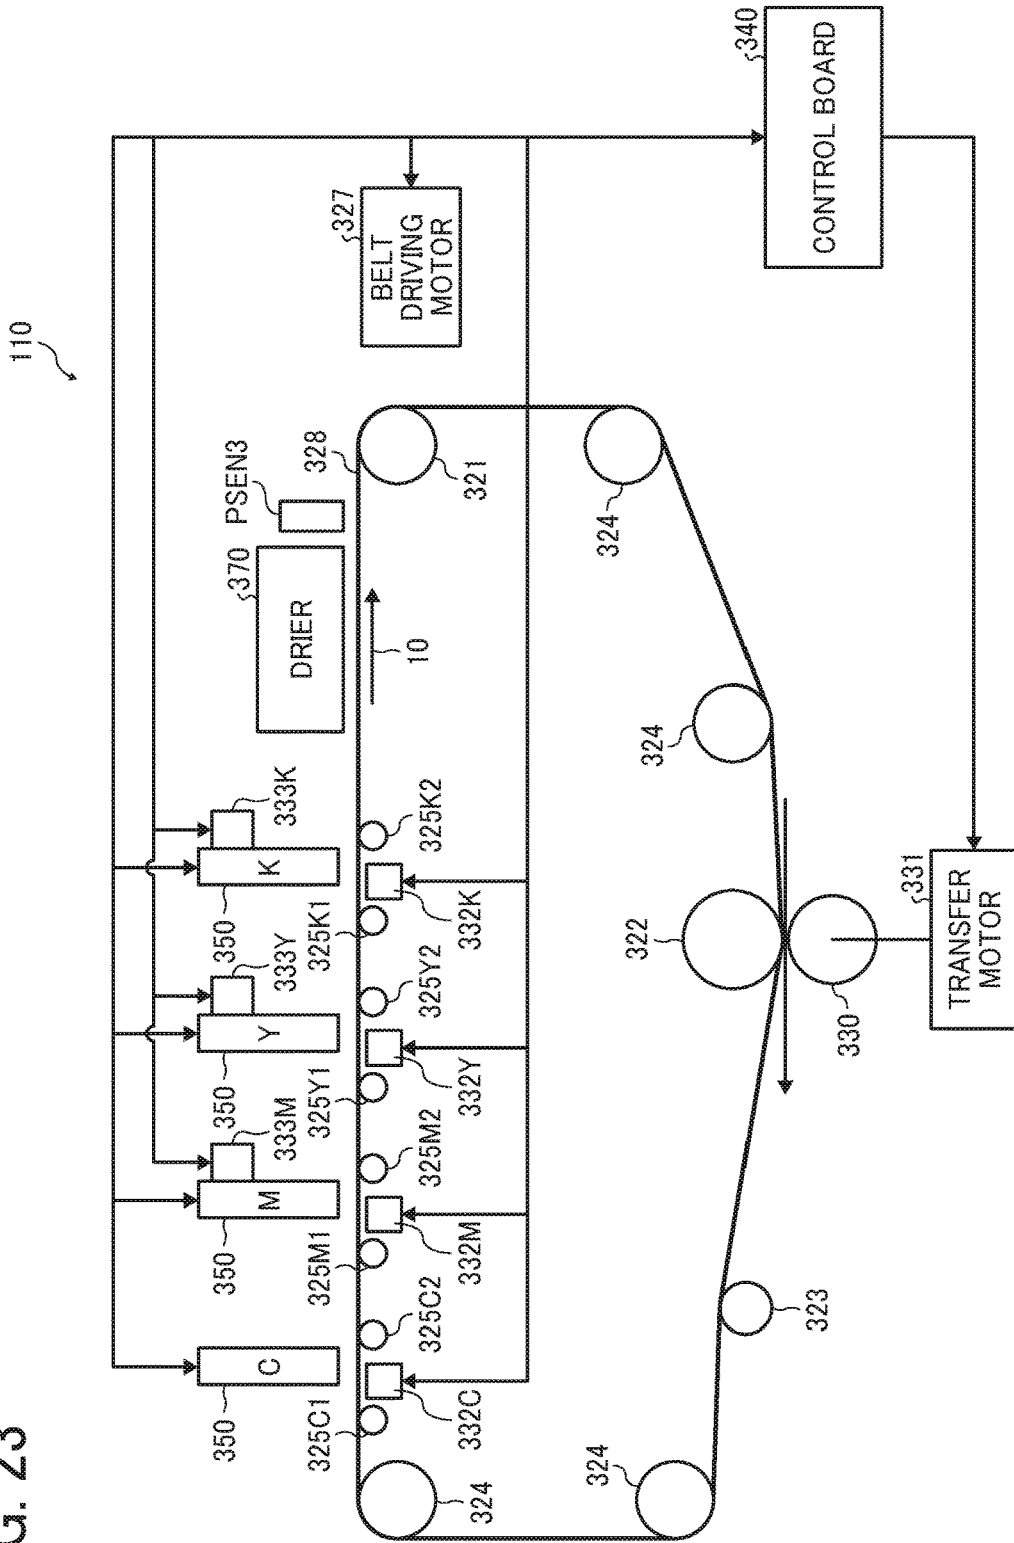 G. 23
110
340
CONTROL BOARD
327
BELT
DRIVING
MOTOR
PSEN3
328
370
DRIER
321
10
324
333K
K
350
325K2
332K
325K1
333Y
Y
350
325Y2
332Y
325Y1
333M
M
350
325M2
332M
325M1
C
350
325C2
332C
325C1
324
324
322
330
331
TRANSFER
MOTOR
323
324